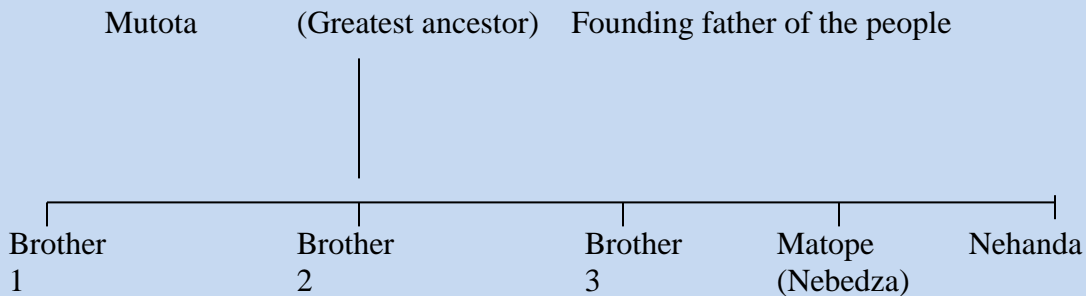 Mutota (Greatest ancestor) Founding father of the people
Brother Brother Brother Matope Nehanda
1 2 3 (Nebedza)